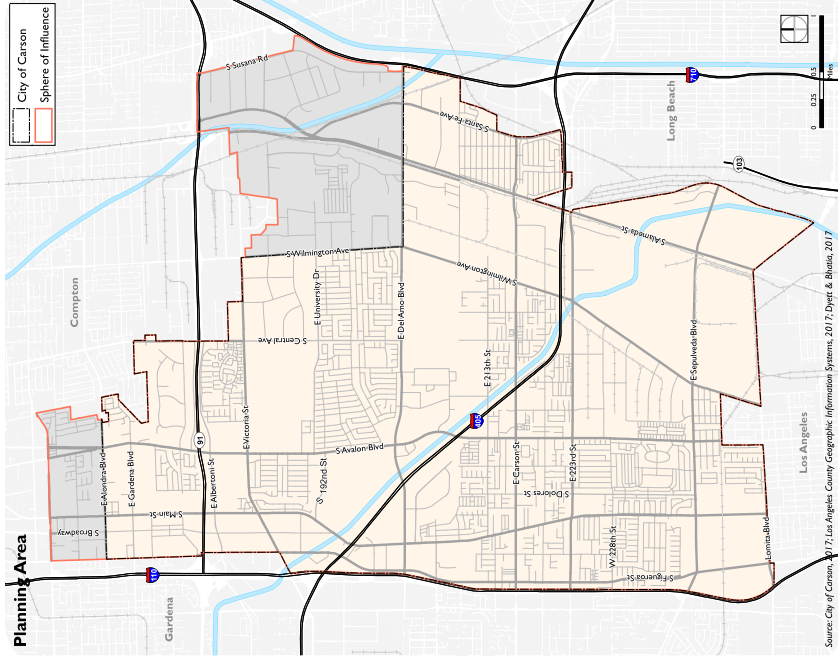 Planning Area
City of Carson
Sphere of Influence
S Susana Rd
Compton
S Wilmington Ave
E University Dr
S Central Ave
E Victoria St
91
E Alondra Blvd
E Gardena Blvd
E Albertoni St
S Main St
S Broadway
S Avalon Blvd
S 192nd St
E Del Amo Blvd
110
Gardena
S Santa Fe Ave
S Wilmington Ave
E 213th St
405
E Carson St
E 223rd St
S Dolores St
W 228th St
S Figueroa St
Lomita Blvd
E Sepulveda Blvd
S Alameda St
710
Long Beach
103
Los Angeles
0
0.25
0.5
1
Miles
Source: City of Carson, 2017; Los Angeles County Geographic Information Systems, 2017; Dyett & Bhatia, 2017